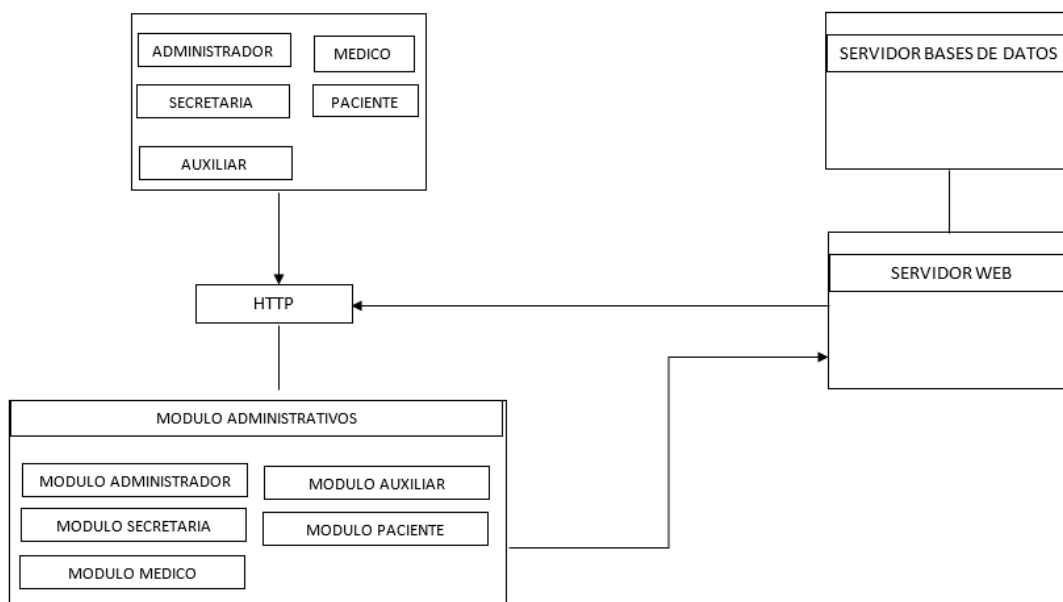 ADMINISTRADOR
MEDICO
SECRETARIA
PACIENTE
AUXILIAR
SERVIDOR BASES DE DATOS
SERVIDOR WEB
HTTP
MODULO ADMINISTRATIVOS
MODULO ADMINISTRADOR
MODULO AUXILIAR
MODULO SECRETARIA
MODULO PACIENTE
MODULO MEDICO